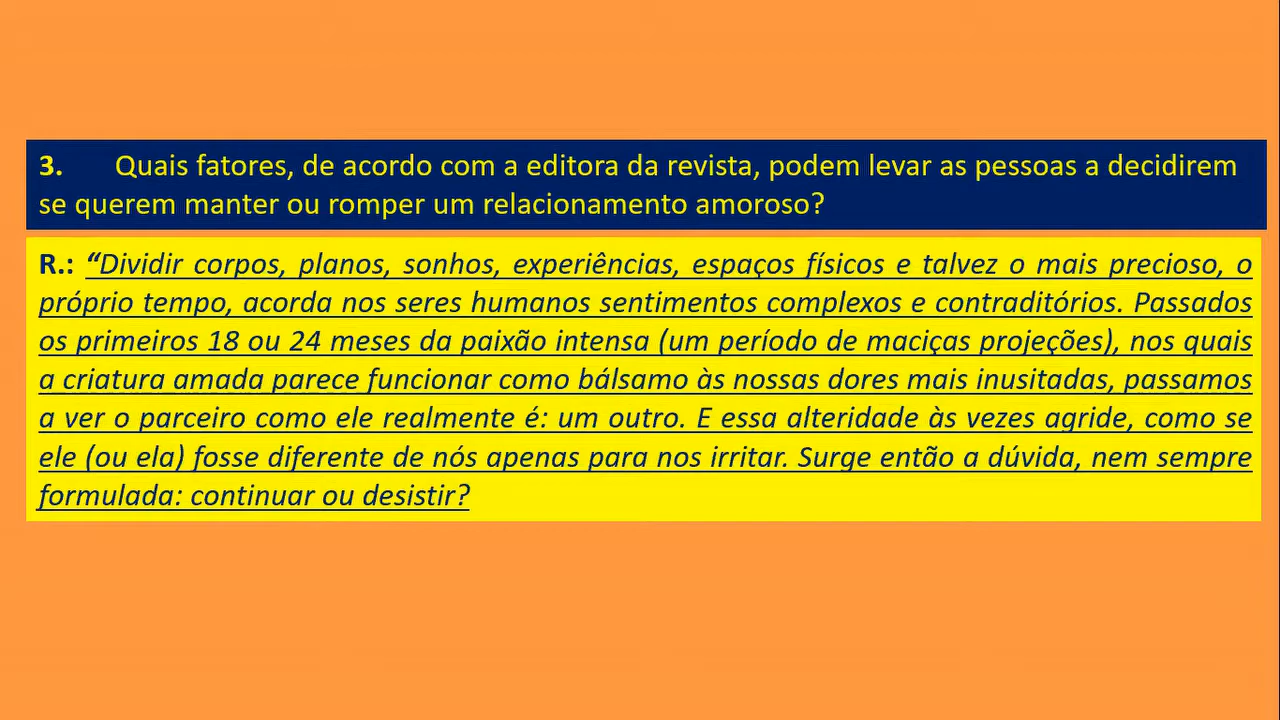 3. Quais fatores, de acordo com a editora da revista, podem levar as pessoas a decidirem
se querem manter ou romper um relacionamento amoroso?
R.: “Dividir corpos, planos, sonhos, experiências, espaços físicos e talvez o mais precioso, o
próprio tempo, acorda nos seres humanos sentimentos complexos e contraditórios. Passados
os primeiros 18 ou 24 meses da paixão intensa (um período de maciças projeções), nos quais
a criatura amada parece funcionar como bálsamo às nossas dores mais inusitadas, passamos
a ver o parceiro como ele realmente é: um outro. E essa alteridade às vezes agride, como se
ele (ou ela) fosse diferente de nós apenas para nos irritar. Surge então a dúvida, nem sempre
formulada: continuar ou desistir?